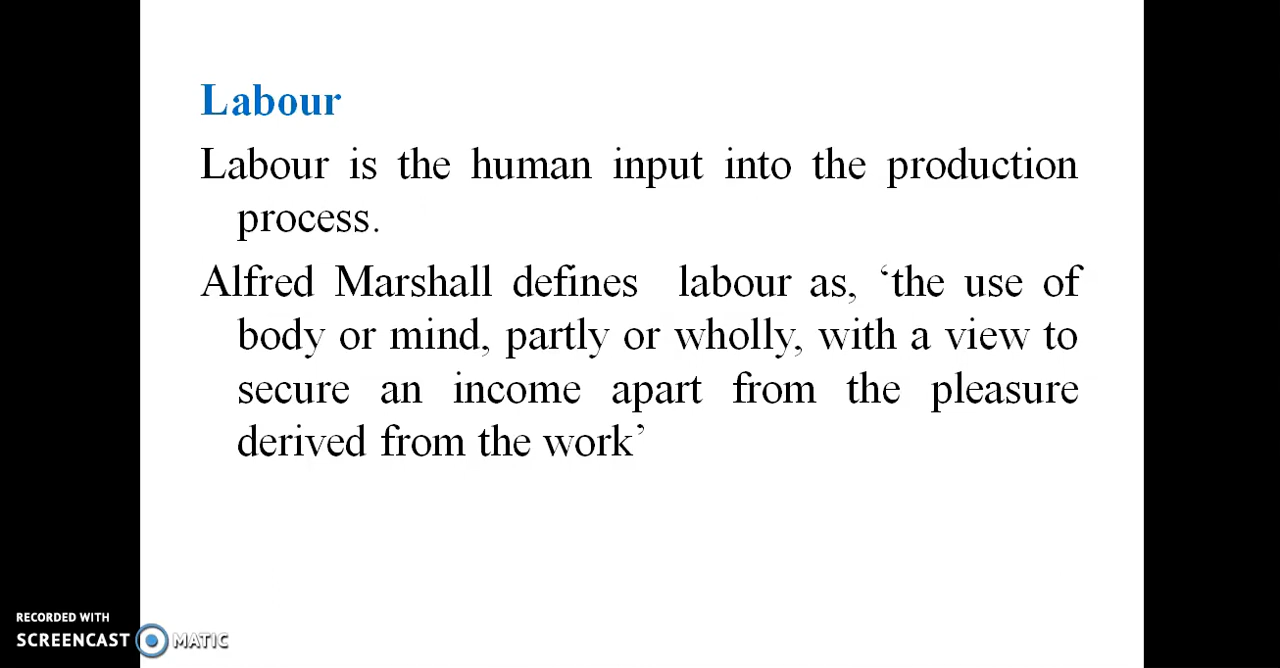 Labour
Labour is the human input into the production
process.
Alfred Marshall defines labour as, ‘the use of
body or mind, partly or wholly, with a view to
secure an income apart from the pleasure
derived from the work’
RECORDED WITH
SCREENCAST MATIC